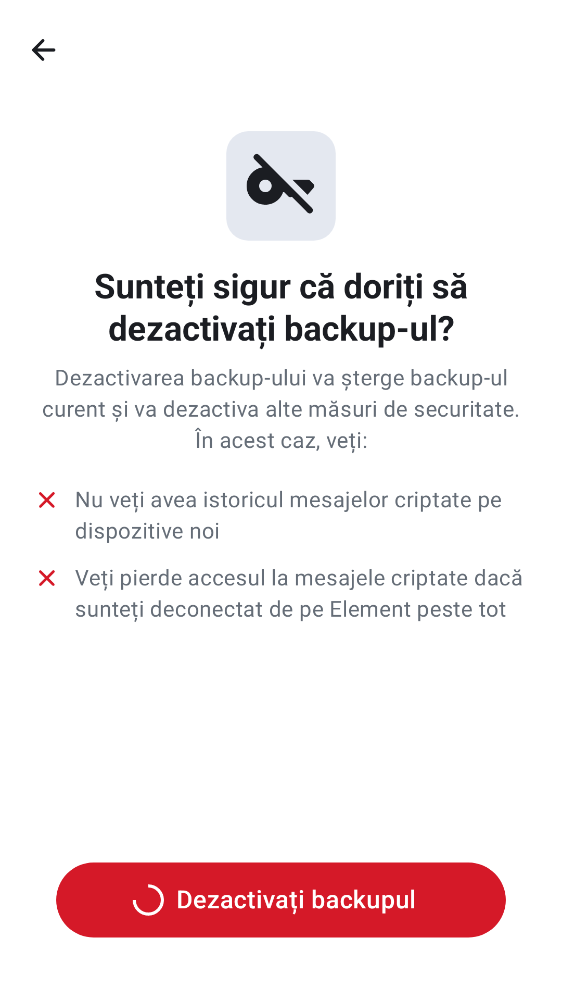 Sunteți sigur că doriți să
dezactivați backup-ul?
Dezactivarea backup-ului va șterge backup-ul
curent și va dezactiva alte măsuri de securitate.
În acest caz, veți:
Nu veți avea istoricul mesajelor criptate pe
dispozitive noi
Veți pierde accesul la mesajele criptate dacă
sunteți deconectat de pe Element peste tot
Dezactivați backupul